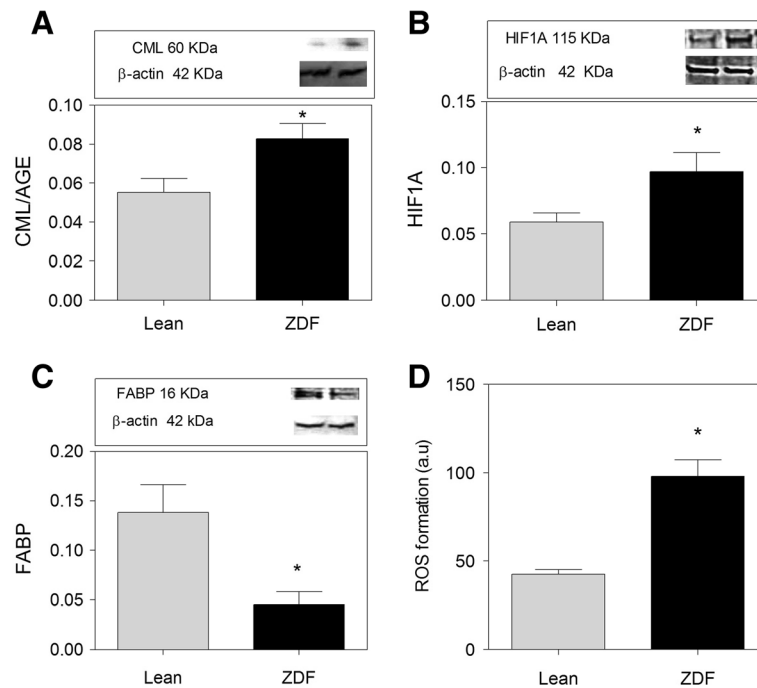 A
CML 60 KDa
β-actin 42 KDa
CML/AGE
0.10
0.08
0.06
0.04
0.02
0.00
*
Lean ZDF
B
HIF1A 115 KDa
β-actin 42 KDa
HIF1A
0.15
0.10
0.05
0.00
*
Lean ZDF
C
FABP 16 KDa
β-actin 42 kDa
FABP
0.20
0.15
0.10
0.05
0.00
*
Lean ZDF
D
ROS formation (a.u)
150
100
50
0
*
Lean ZDF